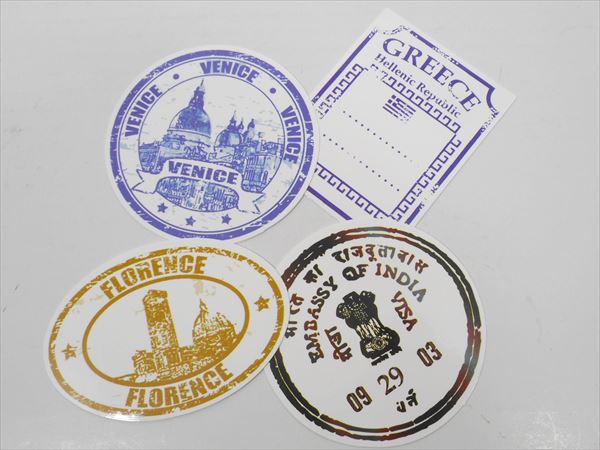 VENICE • VENICE • VENICE
VENICE
GREECE
Hellenic Republic
FLORENCE
FLORENCE
भारत का राजदूतावास
EMBASSY OF INDIA
वीज़ा
VISA
09 29 03